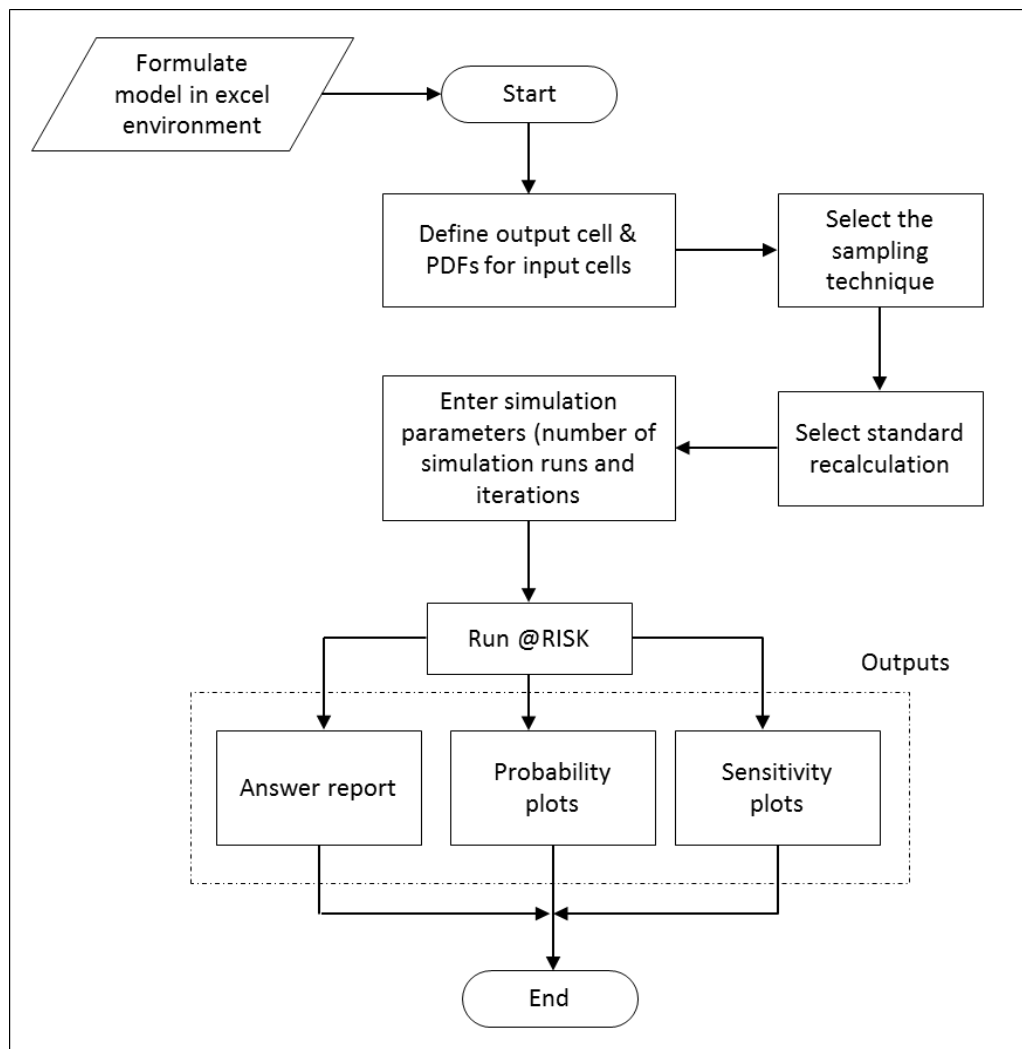 Formulate
model in excel
environment
Start
Define output cell &
PDFs for input cells
Select the
sampling
technique
Enter simulation
parameters (number of
simulation runs and
iterations
Select standard
recalculation
Run @RISK
Outputs
Answer report
Probability
plots
Sensitivity
plots
End